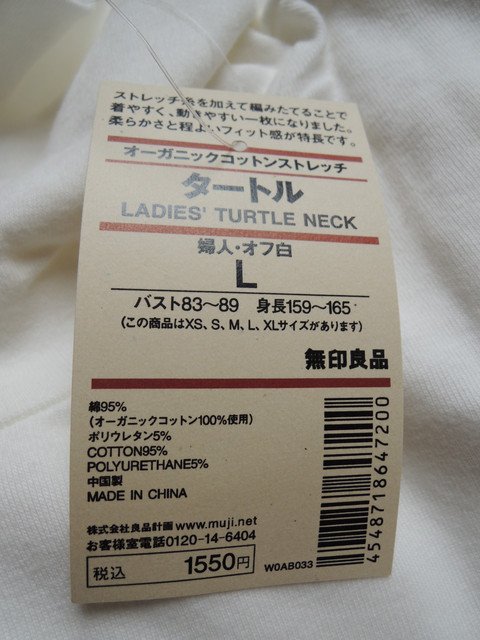 ストレッチ糸を加えて編みたてることで
着やすく、動きやすい一枚になりました。
柔らかさと程よいフィット感が特長です。
オーガニックコットンストレッチ
タートル
LADIES' TURTLE NECK
婦人・オフ白
L
バスト83〜89 身長159〜165
(この商品はXS、S、M、L、XLサイズがあります)
無印良品
綿95%
(オーガニックコットン100%使用)
ポリウレタン5%
COTTON95%
POLYURETHANE5%
中国製
MADE IN CHINA
株式会社良品計画 www.muji.net
お客様室電話0120-14-6404
税込 1550円
4548718647200
W0AB033